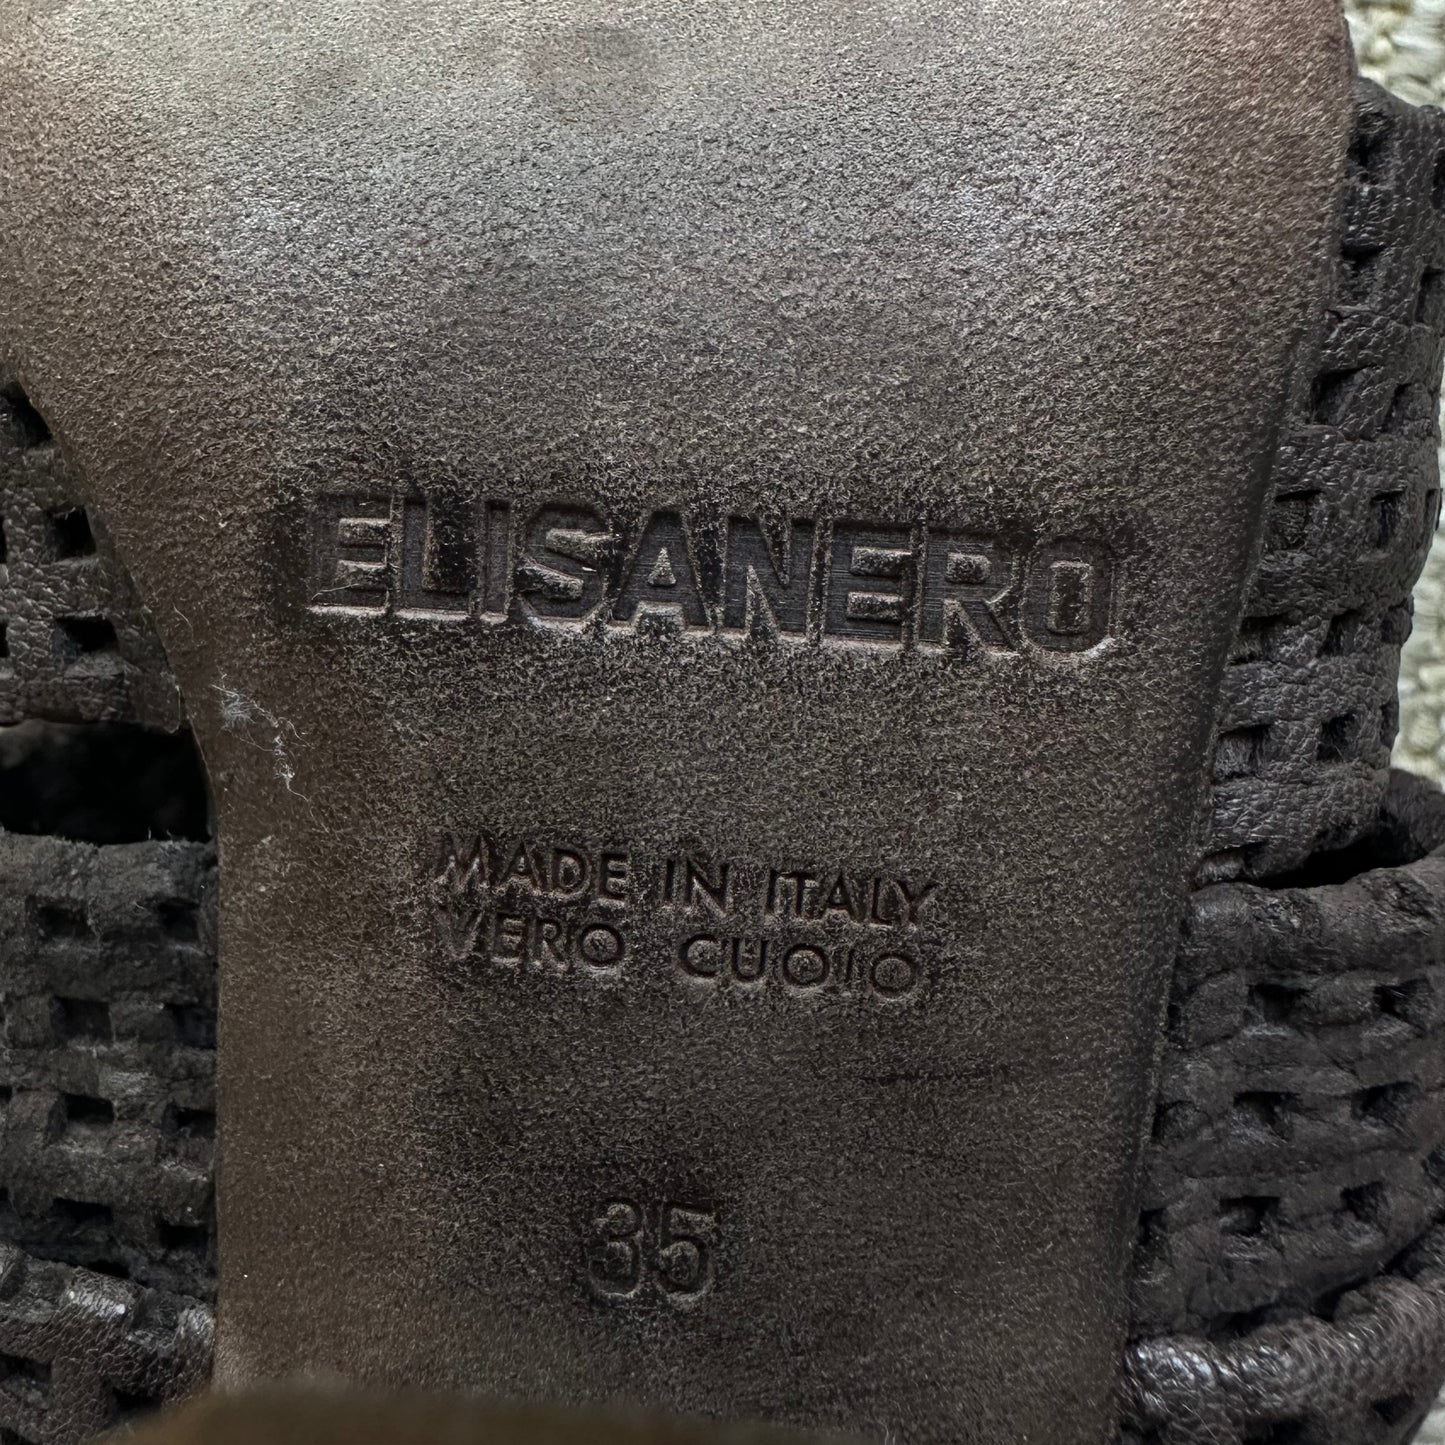 ELISANERO
MADE IN ITALY
VERO CUOIO
35